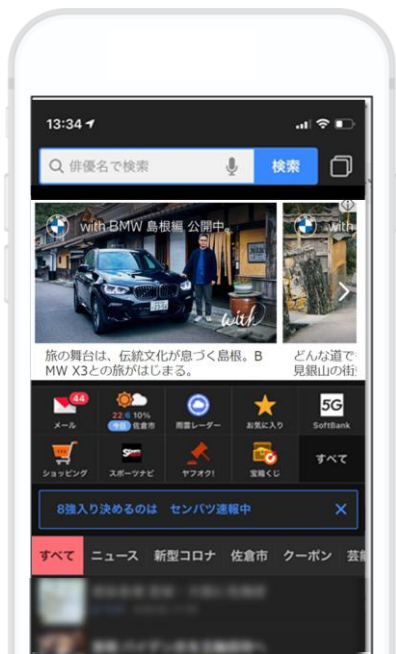 13:34
俳優名で検索
検索
with BMW 島根編 公開中
with
with
旅の舞台は、伝統文化が息づく島根。B
MW X3との旅がはじまる。
どんな道で
見銀山の街
44
メール
22:6 10%
今日 佐倉市
雨雲レーダー
お気に入り
5G
SoftBank
ショッピング
スポーツナビ
ヤフオク!
宝箱くじ
すべて
8強入り決めるのは センバツ速報中
すべて ニュース 新型コロナ 佐倉市 クーポン 芸能